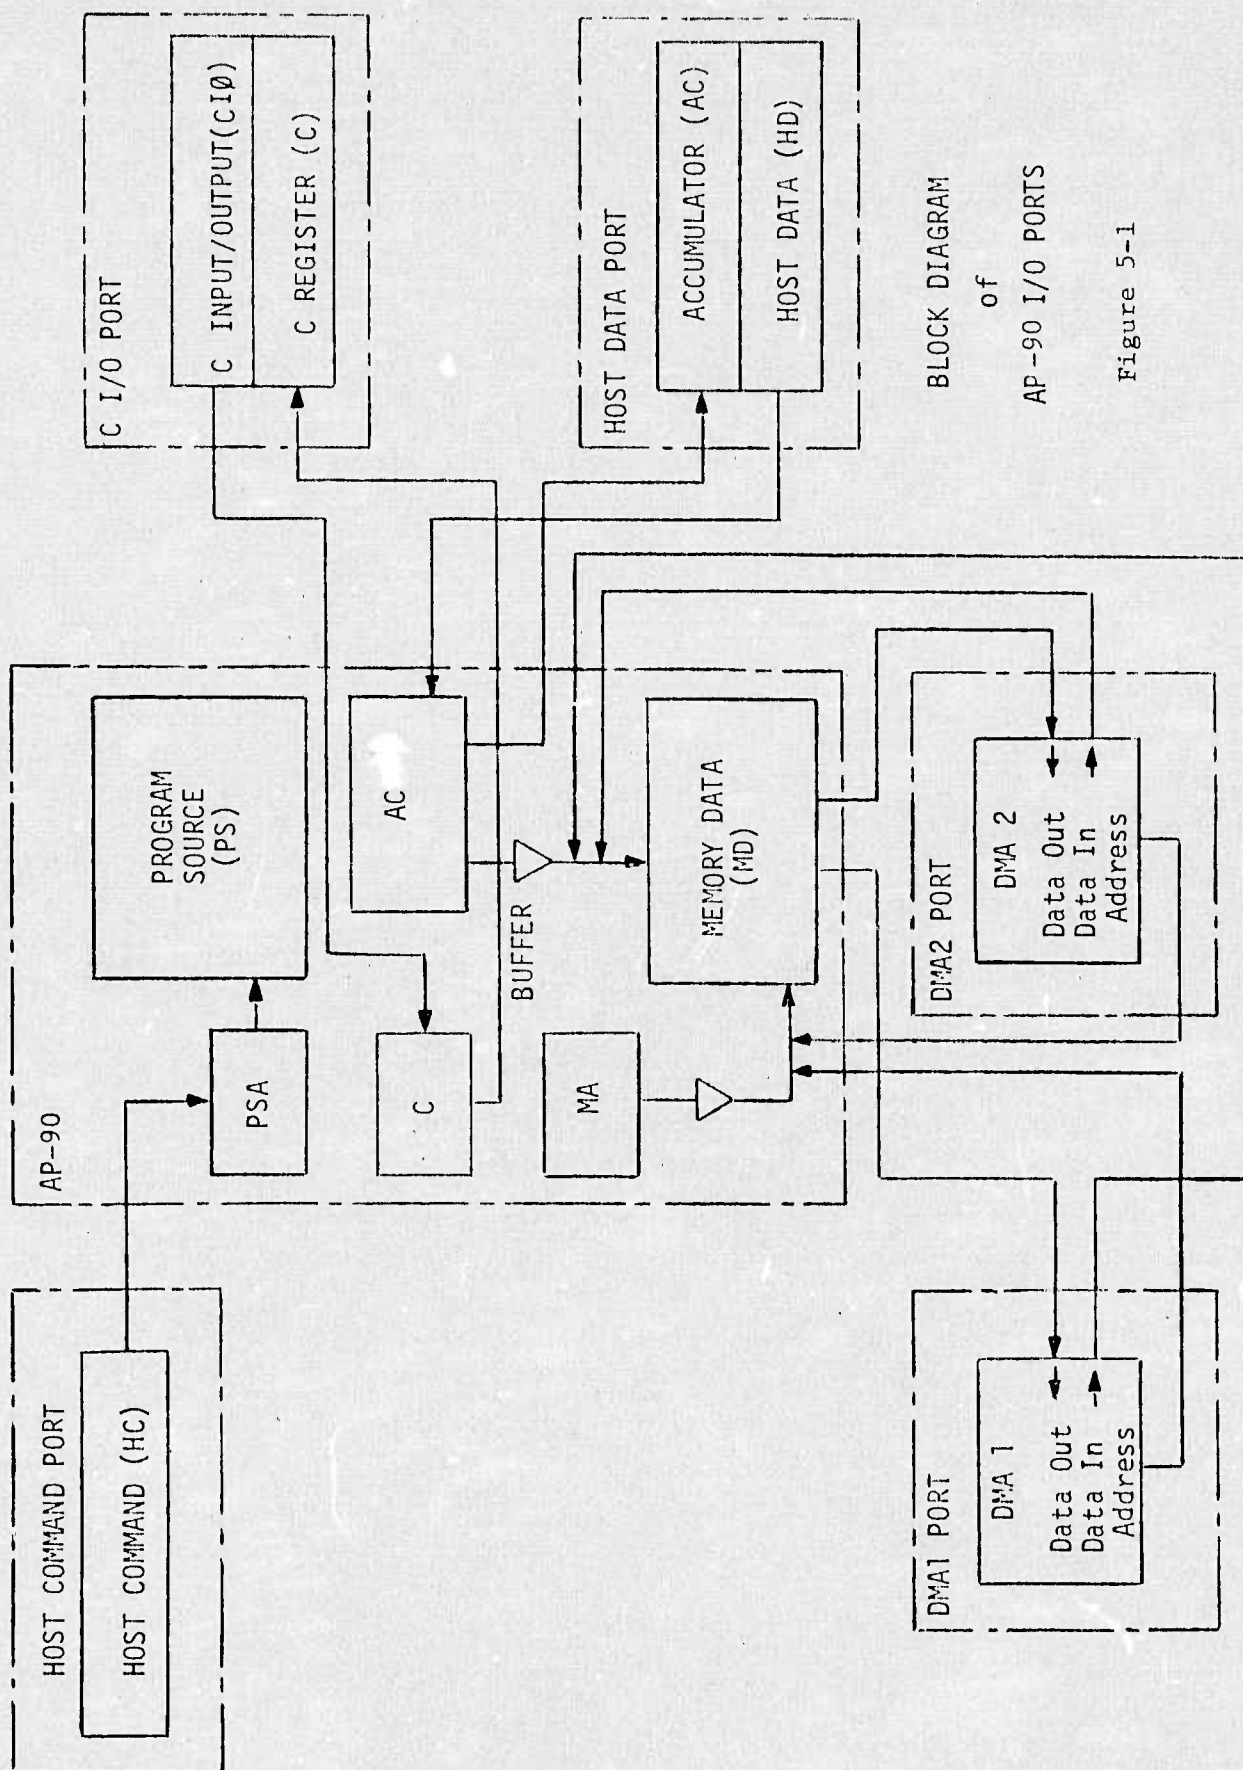 HOST COMMAND PORT
HOST COMMAND (HC)
AP-90
PSA
PROGRAM
SOURCE
(PS)
C
AC
BUFFER
MA
MEMORY DATA
(MD)
C I/O PORT
C INPUT/OUTPUT(CIØ)
C REGISTER (C)
HOST DATA PORT
ACCUMULATOR (AC)
HOST DATA (HD)
DMA1 PORT
DMA 1
Data Out
Data In
Address
DMA2 PORT
DMA 2
Data Out
Data In
Address
BLOCK DIAGRAM
of
AP-90 I/O PORTS
Figure 5-1